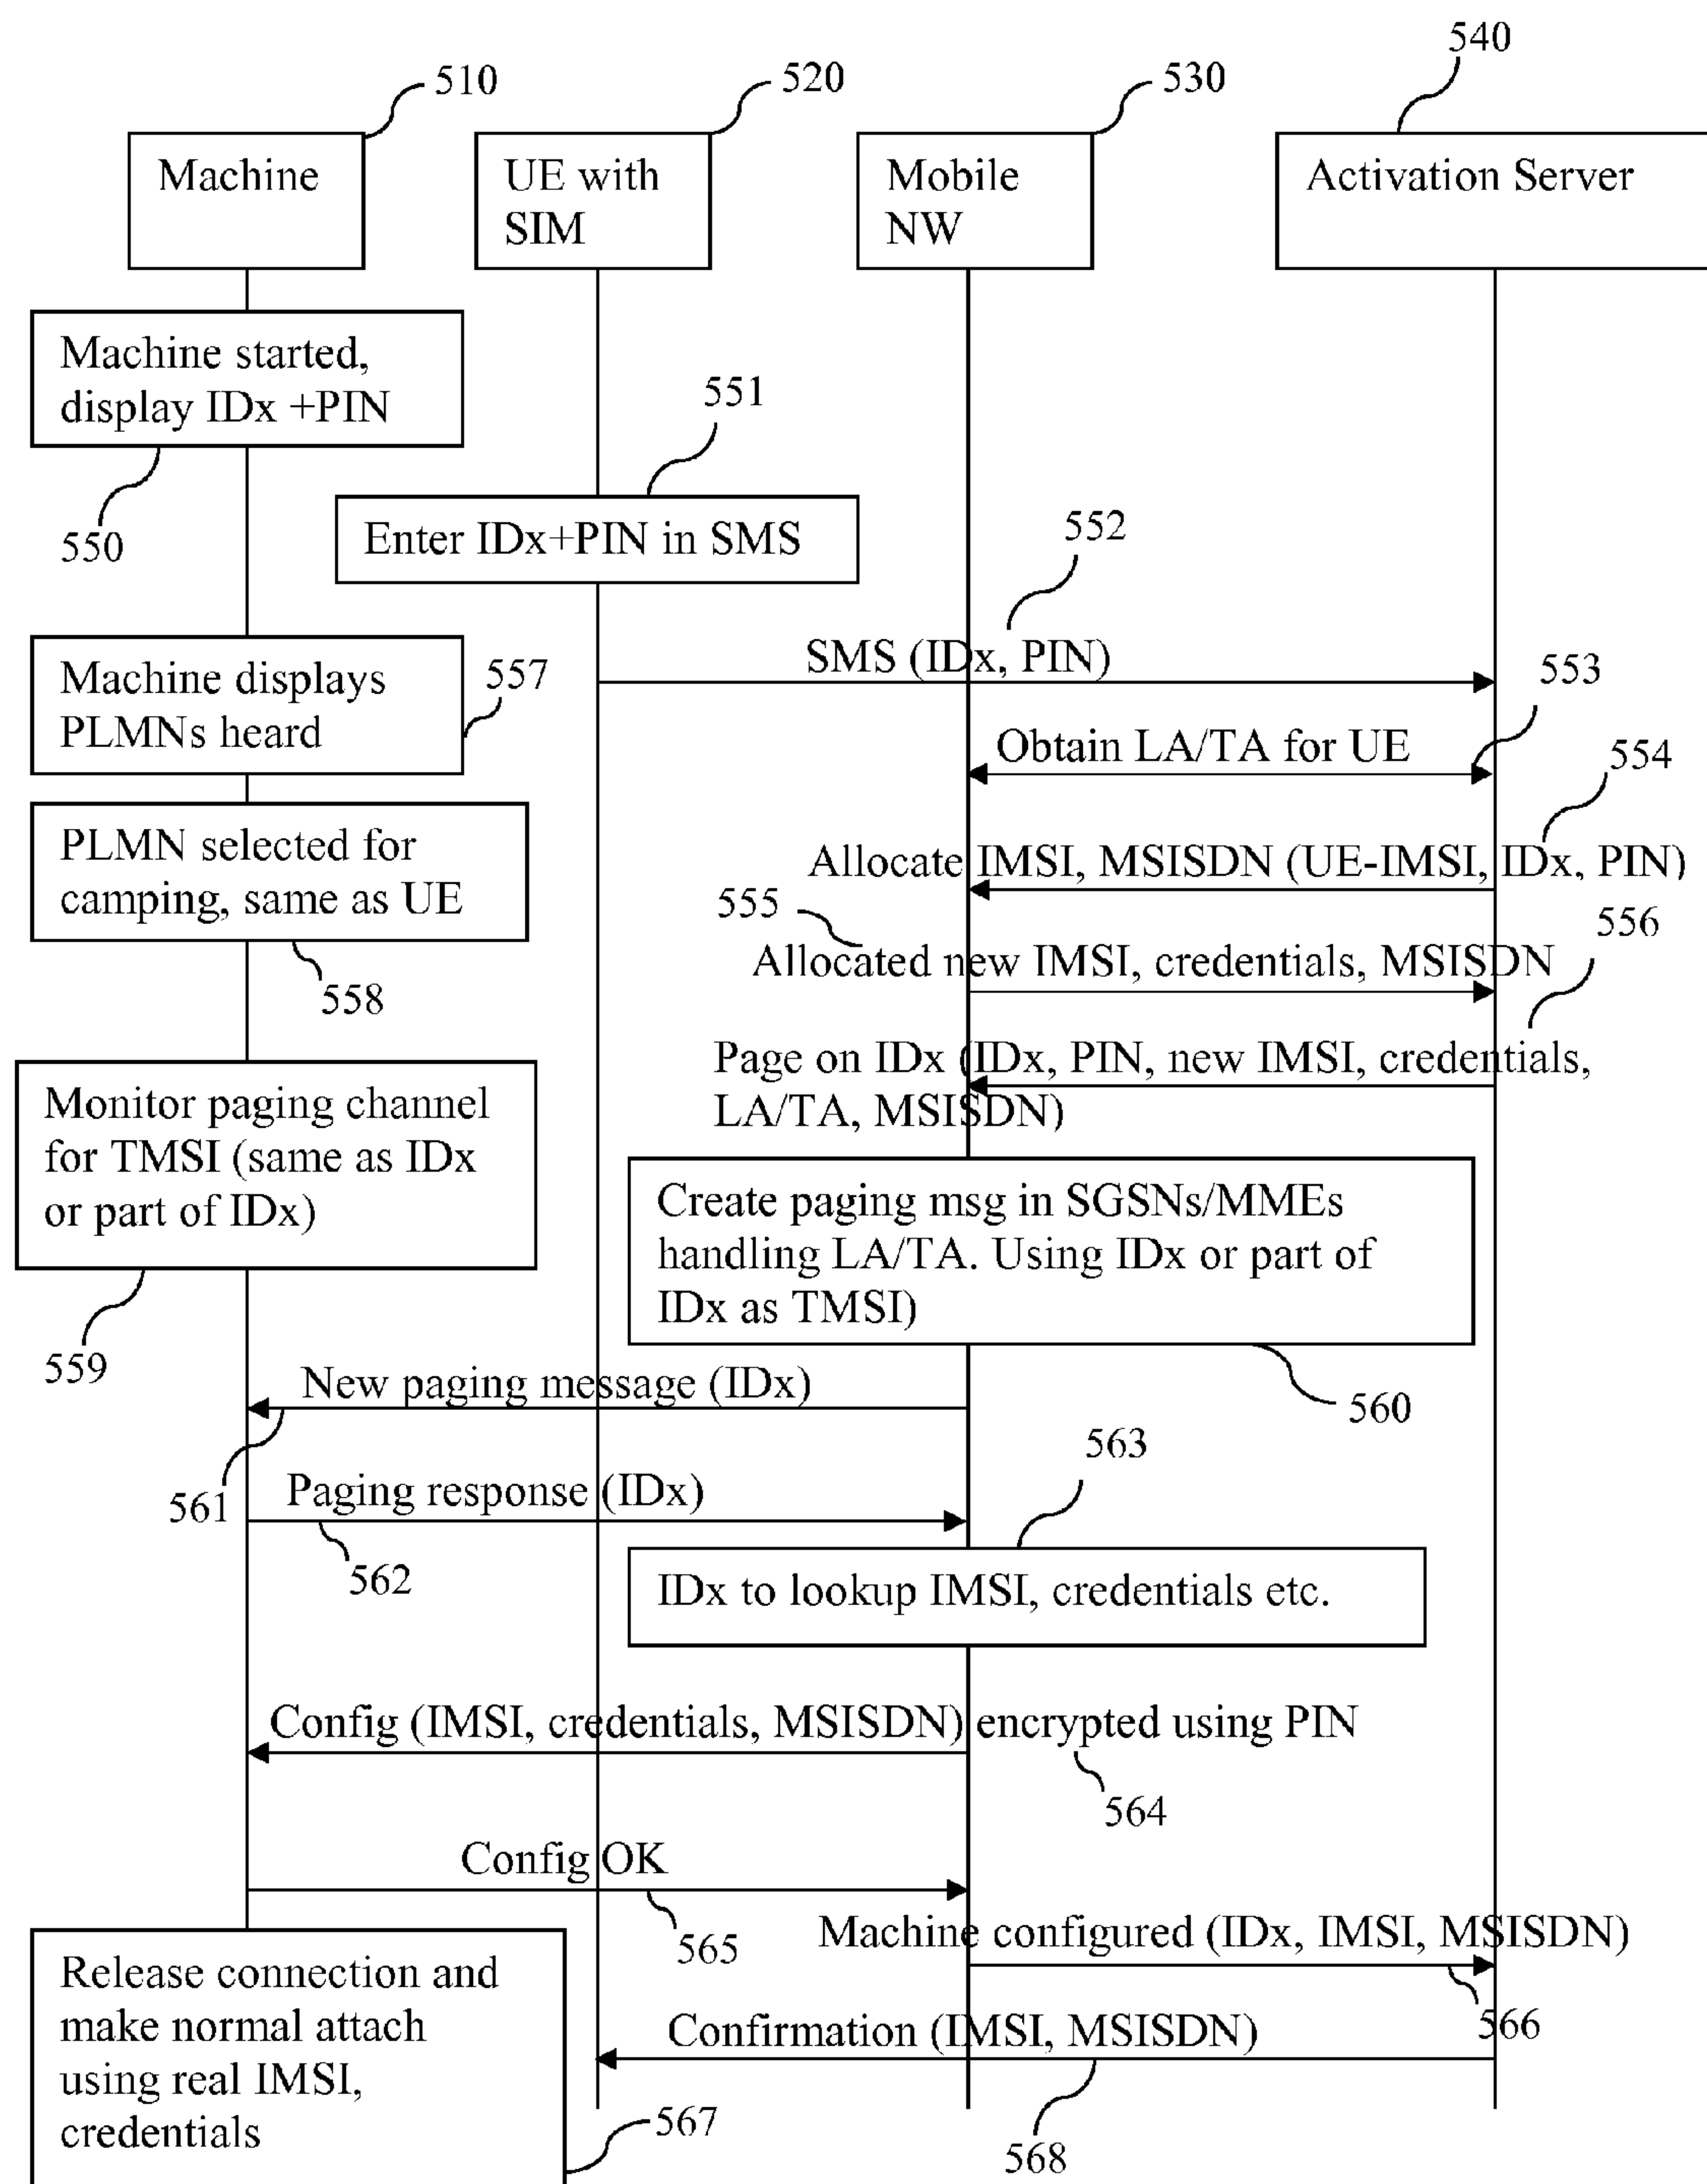 540
510
520
530
Machine
UE with
SIM
Mobile
NW
Activation Server
Machine started,
display IDx +PIN
550
551
Enter IDx+PIN in SMS
552
SMS (IDx, PIN)
553
Machine displays
PLMNs heard
557
Obtain LA/TA for UE
554
PLMN selected for
camping, same as UE
558
Allocate IMSI, MSISDN (UE-IMSI, IDx, PIN)
555
556
Allocated new IMSI, credentials, MSISDN
Page on IDx (IDx, PIN, new IMSI, credentials,
LA/TA, MSISDN)
Monitor paging channel
for TMSI (same as IDx
or part of IDx)
559
Create paging msg in SGSNs/MMEs
handling LA/TA. Using IDx or part of
IDx as TMSI)
560
New paging message (IDx)
561
563
Paging response (IDx)
562
IDx to lookup IMSI, credentials etc.
Config (IMSI, credentials, MSISDN) encrypted using PIN
564
Config OK
565
Machine configured (IDx, IMSI, MSISDN)
566
Release connection and
make normal attach
using real IMSI,
credentials
567
Confirmation (IMSI, MSISDN)
568